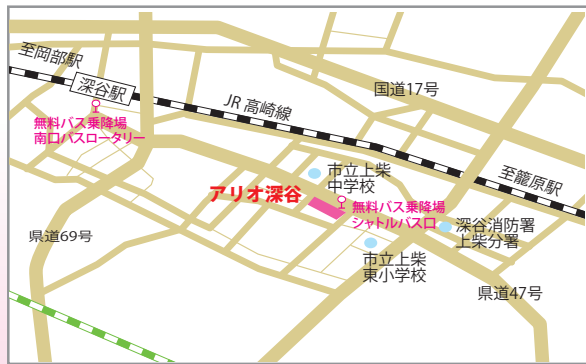 至岡部駅
深谷駅
JR 高崎線
国道17号
無料バス乗降場
南口バスロータリー
市立上柴
中学校
至籠原駅
アリオ深谷
無料バス乗降場
シャトルバス口
深谷消防署
上柴分署
県道69号
市立上柴
東小学校
県道47号